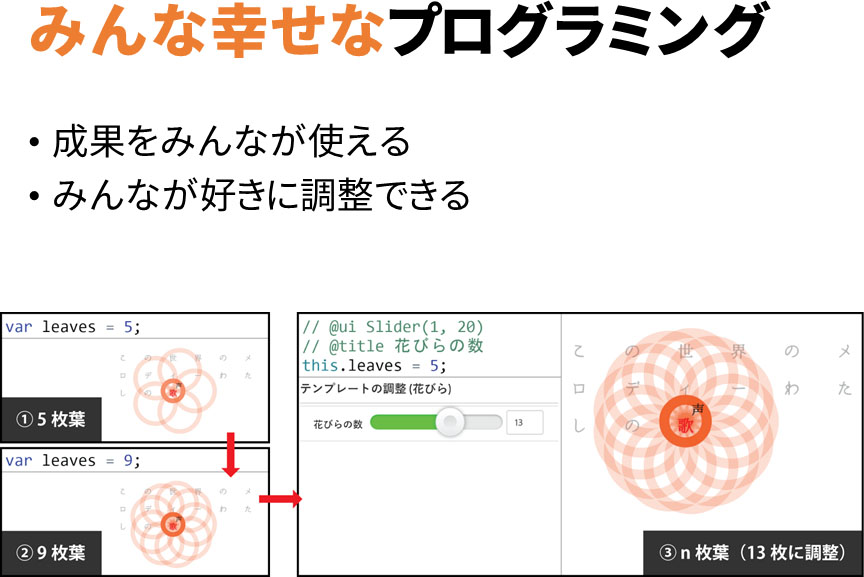 みんな幸せなプログラミング
• 成果をみんなが使える
• みんなが好きに調整できる
var leaves = 5;
この世界のメ
ロディーわた
しの
声
歌
① 5 枚葉
var leaves = 9;
この世界のメ
ロディーわた
しの
声
歌
② 9 枚葉
// @ui Slider(1, 20)
// @title 花びらの数
this.leaves = 5;
テンプレートの調整 (花びら)
花びらの数 13
この世界のメ
ロディーわた
しの
声
歌
③ n 枚葉（13 枚に調整）